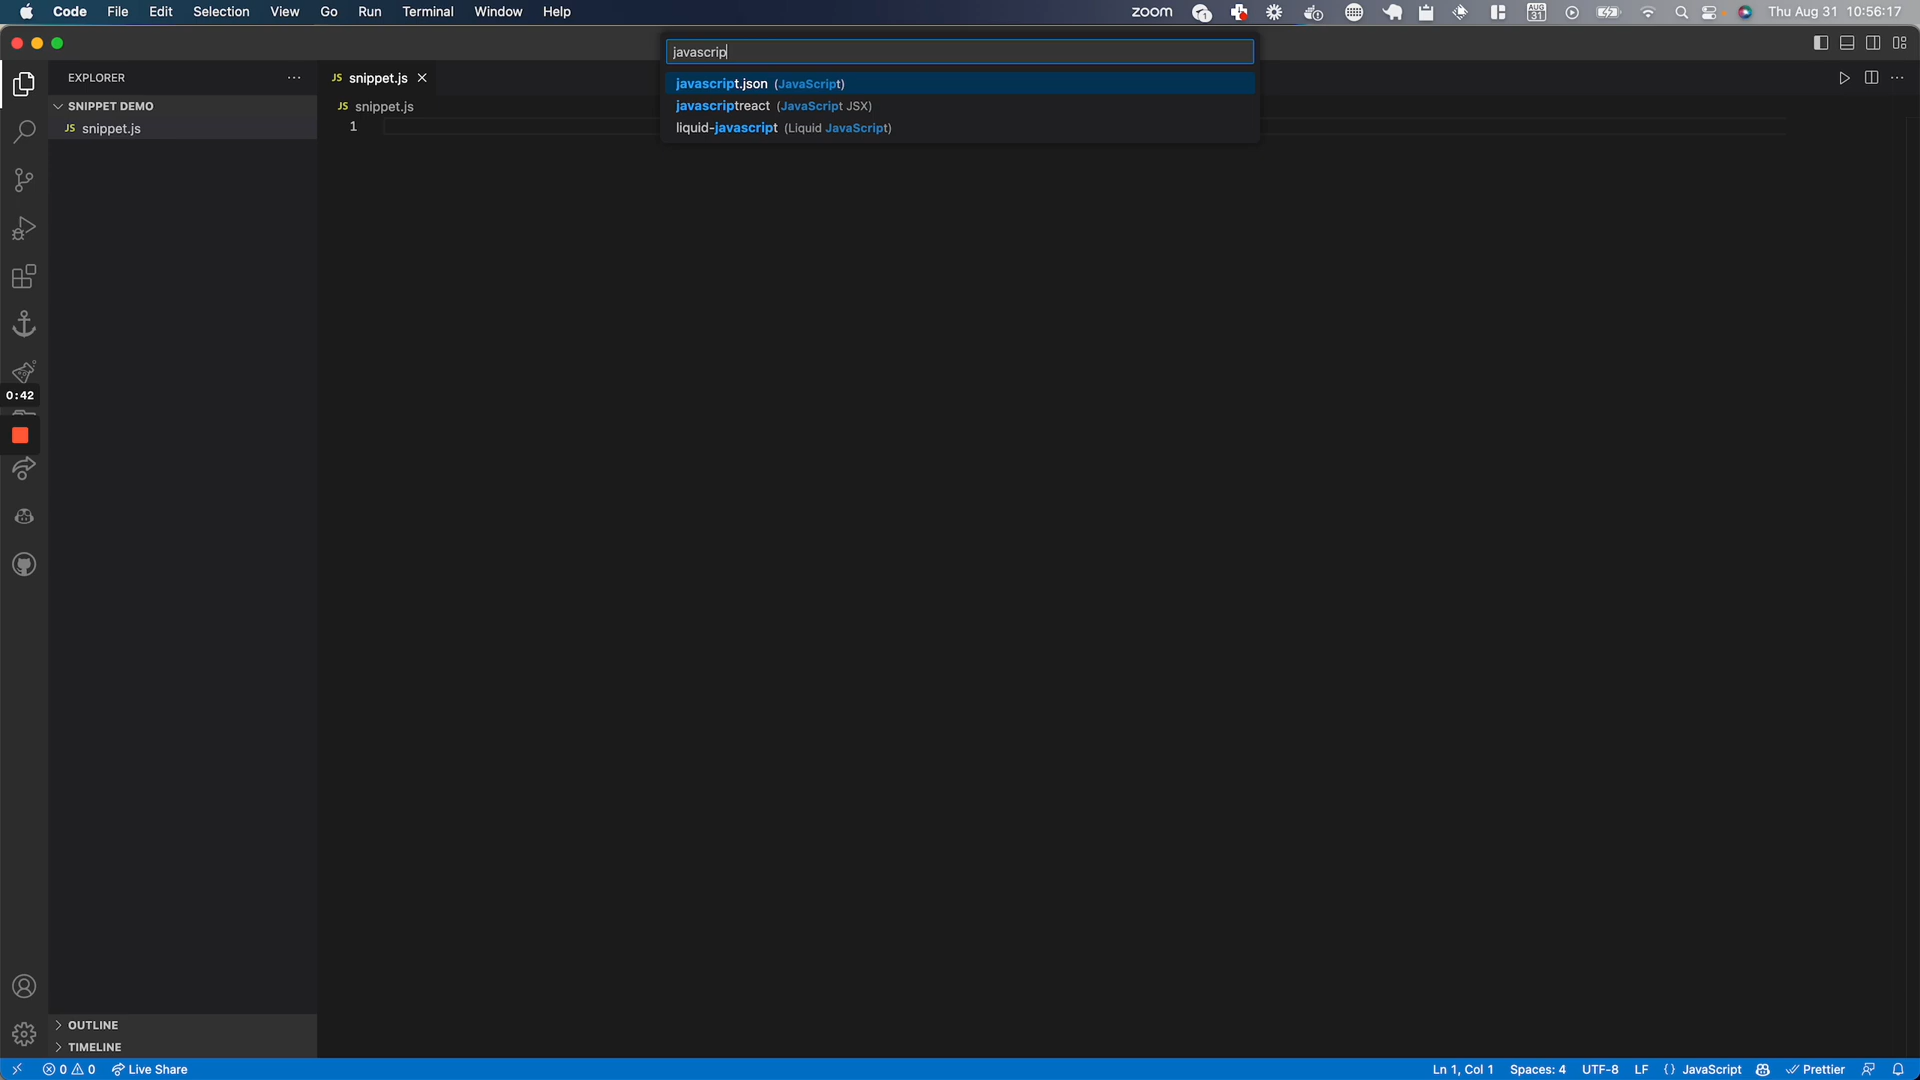 Code File Edit Selection View Go Run Terminal Window Help zoom 1 AUG 31 Thu Aug 31 10:56:17
javascrip
EXPLORER
JS snippet.js
javascript.json (JavaScript)
SNIPPET DEMO
JS snippet.js
javascriptreact (JavaScript JSX)
JS snippet.js
1
liquid-javascript (Liquid JavaScript)
0:42
OUTLINE
TIMELINE
0 0 Live Share Ln 1, Col 1 Spaces: 4 UTF-8 LF {} JavaScript Prettier